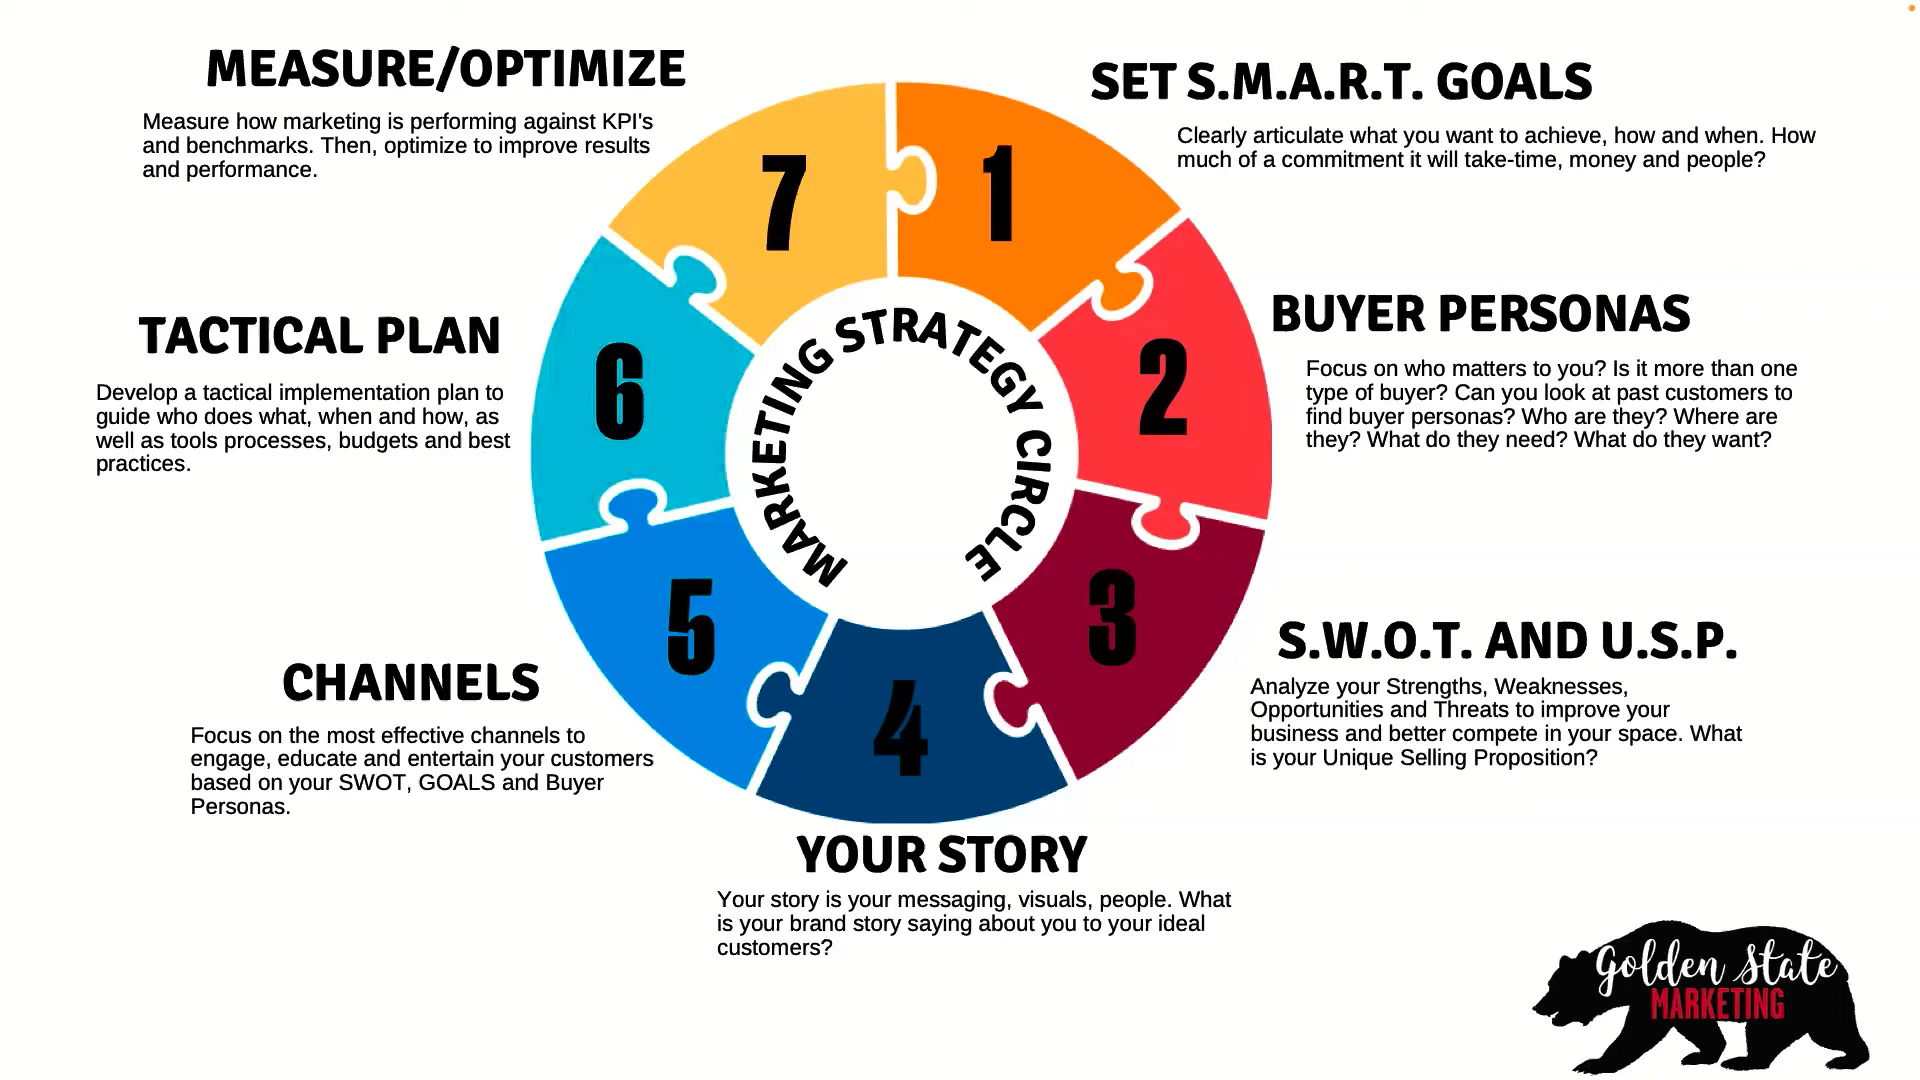 MEASURE/OPTIMIZE
Measure how marketing is performing against KPI's
and benchmarks. Then, optimize to improve results
and performance.
SET S.M.A.R.T. GOALS
Clearly articulate what you want to achieve, how and when. How
much of a commitment it will take-time, money and people?
7
1
TACTICAL PLAN
Develop a tactical implementation plan to
guide who does what, when and how, as
well as tools processes, budgets and best
practices.
6
MARKETING STRATEGY CIRCLE
2
BUYER PERSONAS
Focus on who matters to you? Is it more than one
type of buyer? Can you look at past customers to
find buyer personas? Who are they? Where are
they? What do they need? What do they want?
5
3
CHANNELS
Focus on the most effective channels to
engage, educate and entertain your customers
based on your SWOT, GOALS and Buyer
Personas.
4
S.W.O.T. AND U.S.P.
Analyze your Strengths, Weaknesses,
Opportunities and Threats to improve your
business and better compete in your space. What
is your Unique Selling Proposition?
YOUR STORY
Your story is your messaging, visuals, people. What
is your brand story saying about you to your ideal
customers?
Golden State
MARKETING